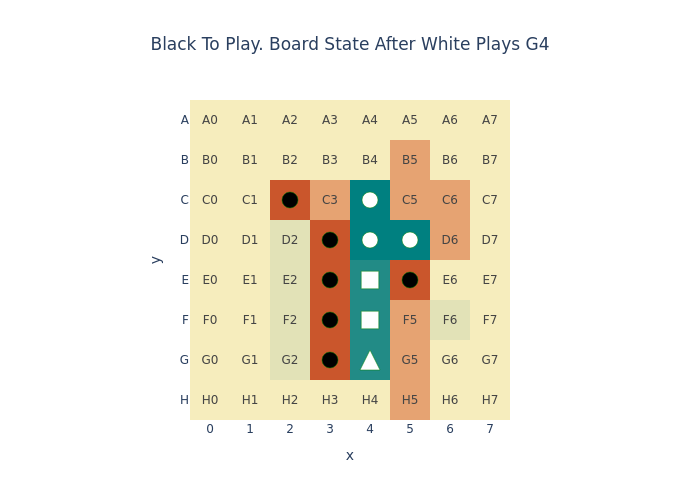 Black To Play. Board State After White Plays G4
A A0 A1 A2 A3 A4 A5 A6 A7
B B0 B1 B2 B3 B4 B5 B6 B7
C C0 C1 C3 C5 C6 C7
D D0 D1 D2 D6 D7
y
E E0 E1 E2 E6 E7
F F0 F1 F2 F5 F6 F7
G G0 G1 G2 G5 G6 G7
H H0 H1 H2 H3 H4 H5 H6 H7
0 1 2 3 4 5 6 7
x